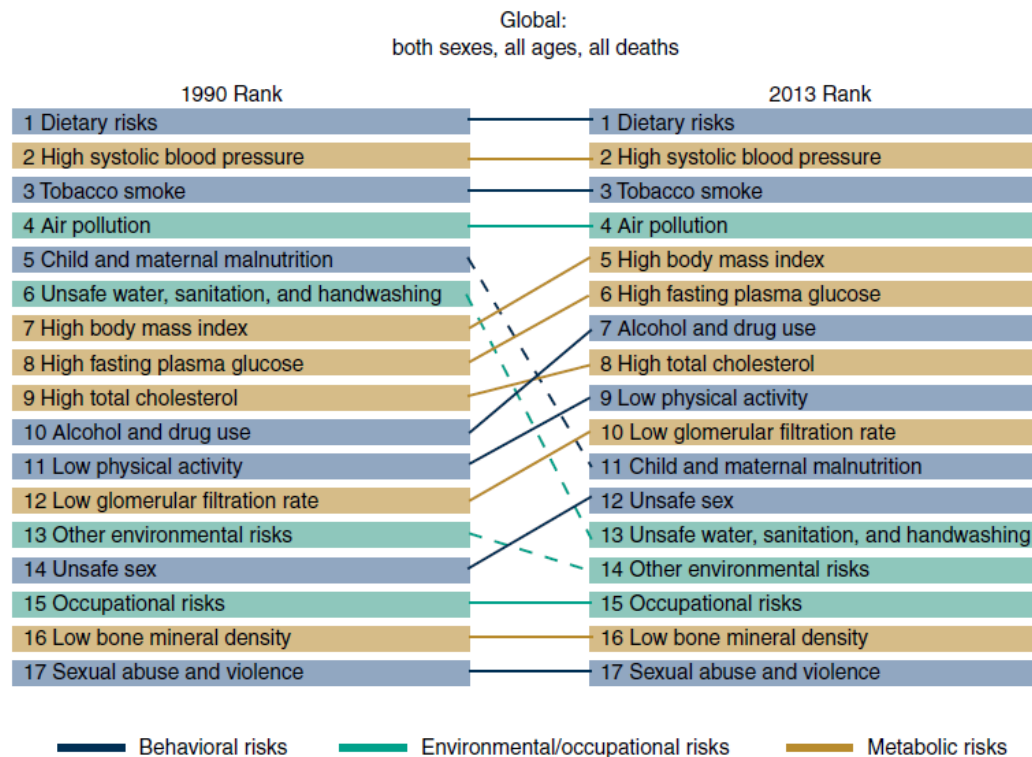 Global:
both sexes, all ages, all deaths
1990 Rank
1 Dietary risks
2 High systolic blood pressure
3 Tobacco smoke
4 Air pollution
5 Child and maternal malnutrition
6 Unsafe water, sanitation, and handwashing
7 High body mass index
8 High fasting plasma glucose
9 High total cholesterol
10 Alcohol and drug use
11 Low physical activity
12 Low glomerular filtration rate
13 Other environmental risks
14 Unsafe sex
15 Occupational risks
16 Low bone mineral density
17 Sexual abuse and violence
2013 Rank
1 Dietary risks
2 High systolic blood pressure
3 Tobacco smoke
4 Air pollution
5 High body mass index
6 High fasting plasma glucose
7 Alcohol and drug use
8 High total cholesterol
9 Low physical activity
10 Low glomerular filtration rate
11 Child and maternal malnutrition
12 Unsafe sex
13 Unsafe water, sanitation, and handwashing
14 Other environmental risks
15 Occupational risks
16 Low bone mineral density
17 Sexual abuse and violence
Behavioral risks
Environmental/occupational risks
Metabolic risks